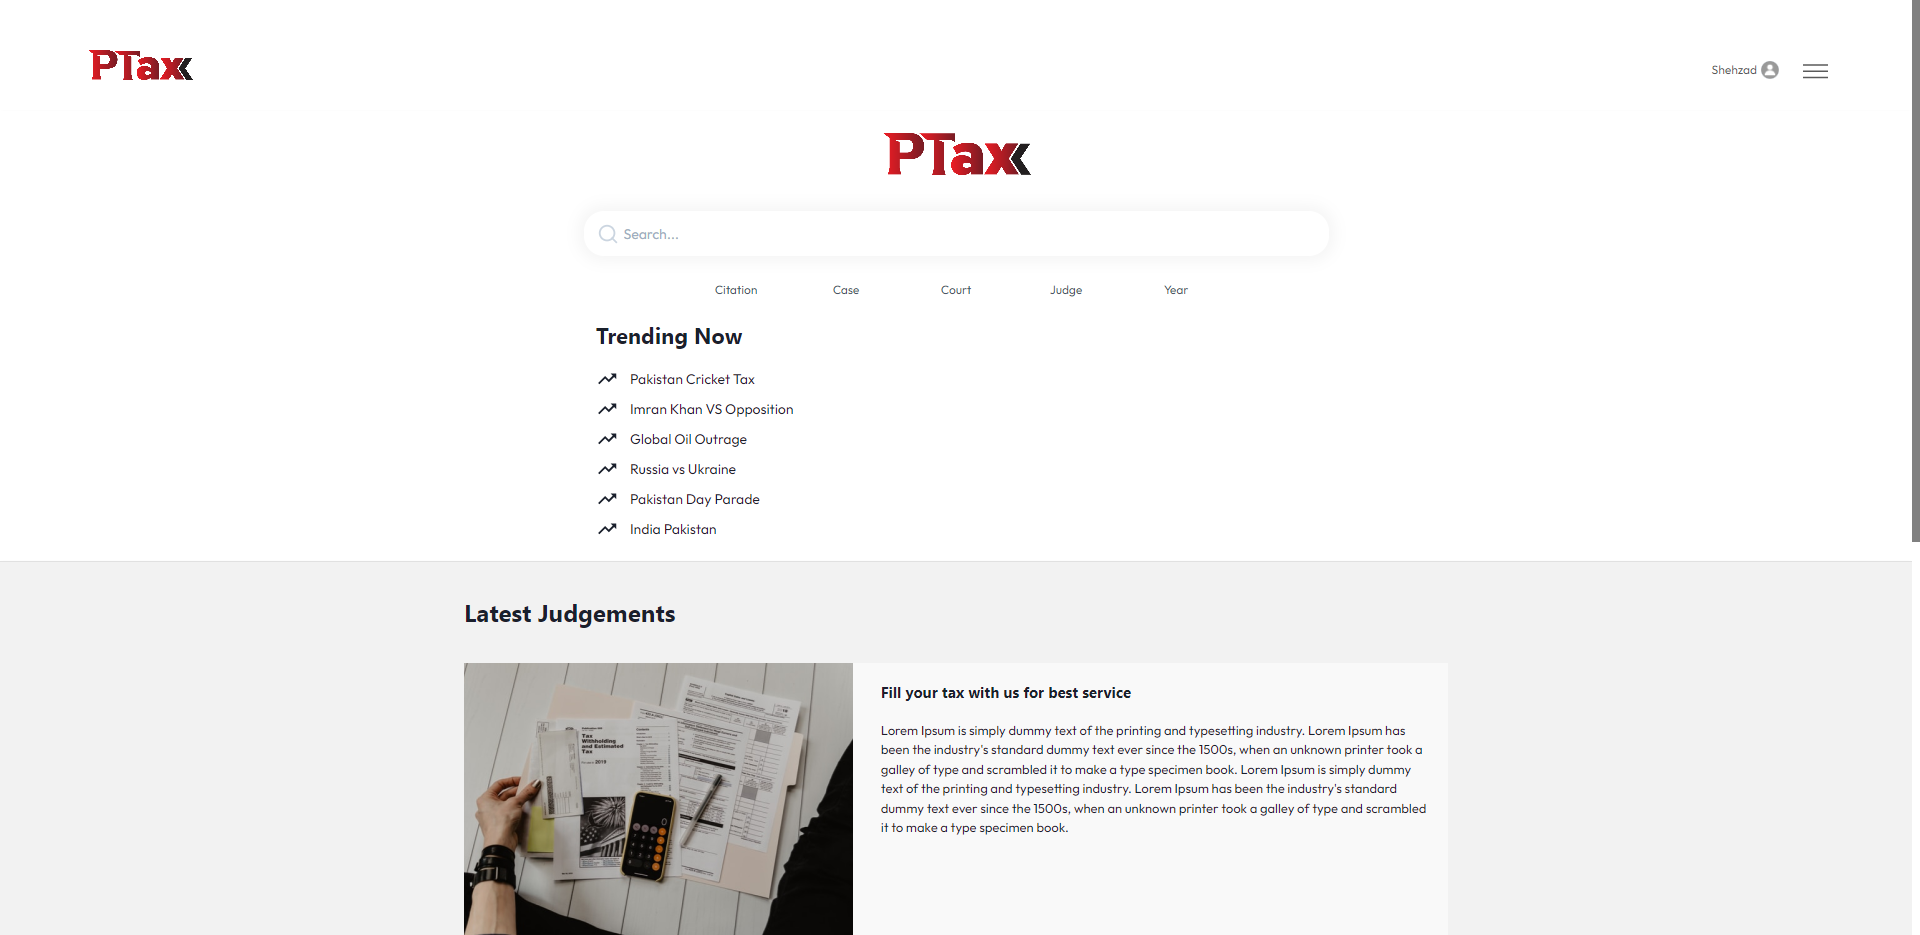 PTax
Shehzad
PTax
Search...
Citation
Case
Court
Judge
Year
Trending Now
Pakistan Cricket Tax
Imran Khan VS Opposition
Global Oil Outrage
Russia vs Ukraine
Pakistan Day Parade
India Pakistan
Latest Judgements
Tax
Withholding
and Estimated
Tax
2019
Fill your tax with us for best service
Lorem Ipsum is simply dummy text of the printing and typesetting industry. Lorem Ipsum has
been the industry's standard dummy text ever since the 1500s, when an unknown printer took a
galley of type and scrambled it to make a type specimen book. Lorem Ipsum is simply dummy
text of the printing and typesetting industry. Lorem Ipsum has been the industry's standard
dummy text ever since the 1500s, when an unknown printer took a galley of type and scrambled
it to make a type specimen book.